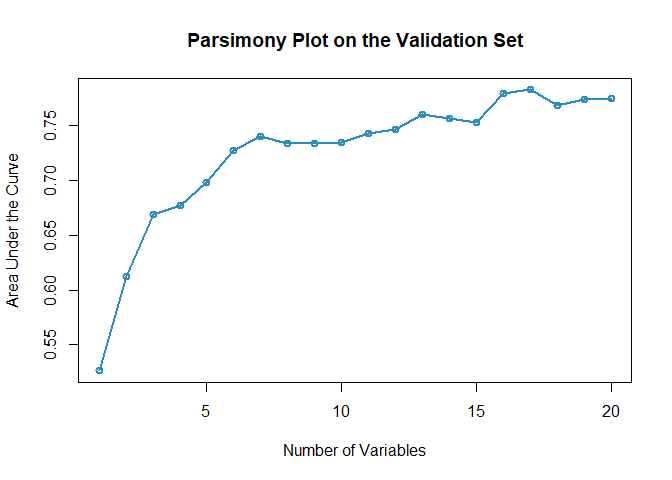 Parsimony Plot on the Validation Set
Area Under the Curve
0.75
0.70
0.65
0.60
0.55
5 10 15 20
Number of Variables